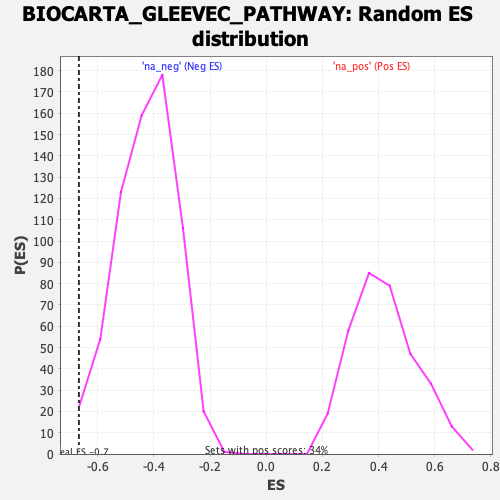 BIOCARTA_GLEEVEC_PATHWAY: Random ES
distribution
'na_neg' (Neg ES)
'na_pos' (Pos ES)
180
170
160
150
140
130
120
110
100
90
80
70
60
50
40
30
20
10
0
P(ES)
eal ES -0.7
Sets with pos scores: 34%
-0.6 -0.4 -0.2 0.0 0.2 0.4 0.6 0.8
ES